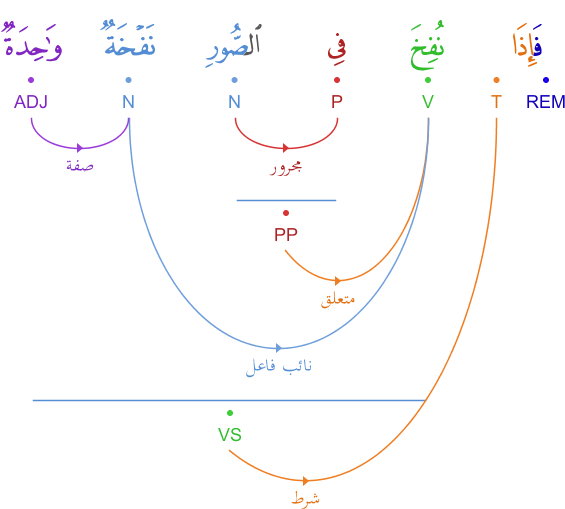 فَإِذَا نُفِخَ فِي ٱلصُّورِ نَفْخَةٌ وَٰحِدَةٌ
REM T V P N N ADJ
صفة مجرور
PP
متعلق
نائب فاعل
VS
شرط